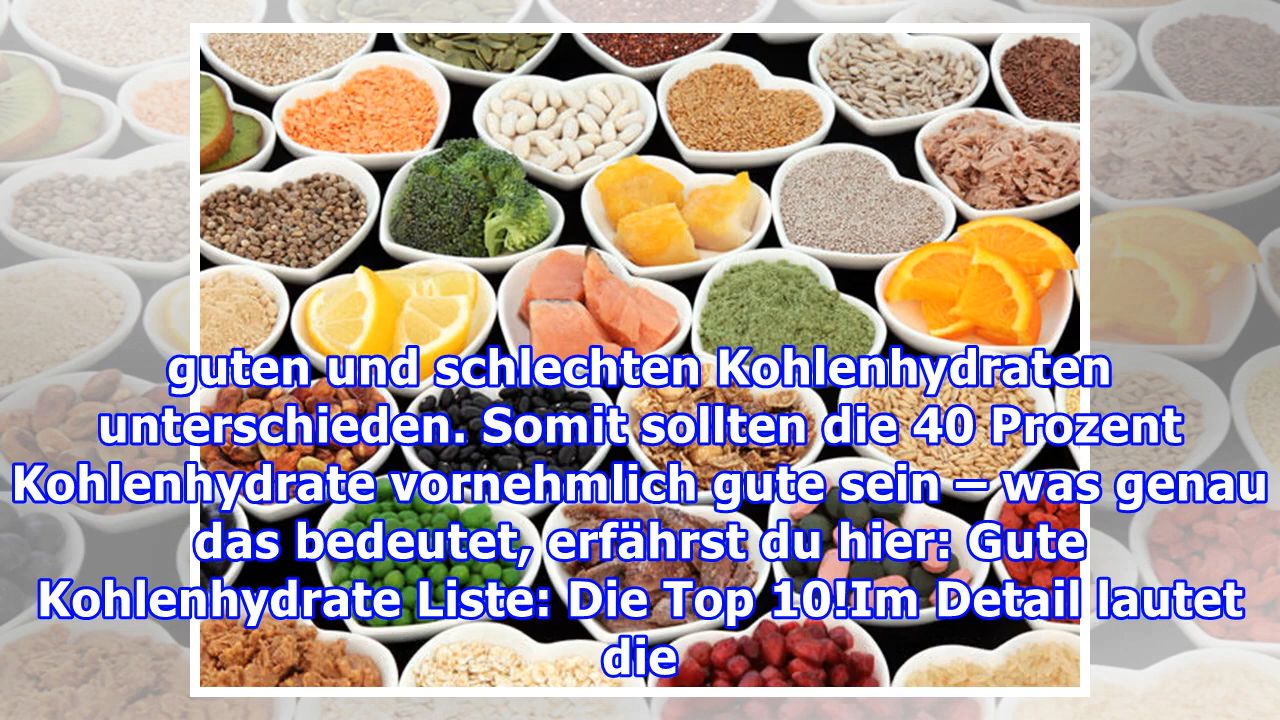 guten und schlechten Kohlenhydraten
unterschieden. Somit sollten die 40 Prozent
Kohlenhydrate vornehmlich gute sein – was genau
das bedeutet, erfährst du hier: Gute
Kohlenhydrate Liste: Die Top 10!Im Detail lautet
die